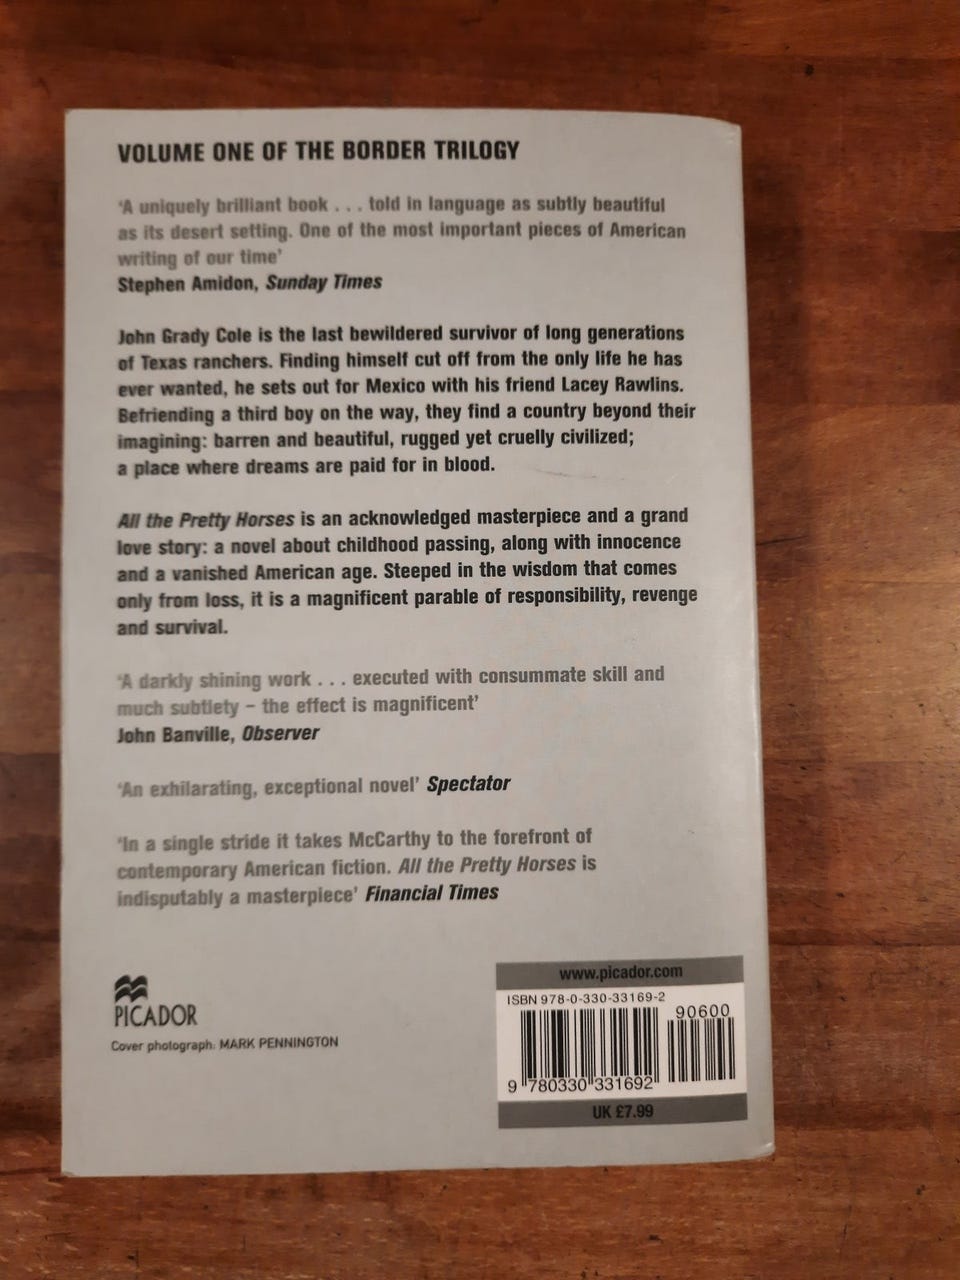 VOLUME ONE OF THE BORDER TRILOGY
‘A uniquely brilliant book . . . told in language as subtly beautiful
as its desert setting. One of the most important pieces of American
writing of our time’
Stephen Amidon, Sunday Times
John Grady Cole is the last bewildered survivor of long generations
of Texas ranchers. Finding himself cut off from the only life he has
ever wanted, he sets out for Mexico with his friend Lacey Rawlins.
Befriending a third boy on the way, they find a country beyond their
imagining: barren and beautiful, rugged yet cruelly civilized;
a place where dreams are paid for in blood.
All the Pretty Horses is an acknowledged masterpiece and a grand
love story: a novel about childhood passing, along with innocence
and a vanished American age. Steeped in the wisdom that comes
only from loss, it is a magnificent parable of responsibility, revenge
and survival.
‘A darkly shining work . . . executed with consummate skill and
much subtlety – the effect is magnificent’
John Banville, Observer
‘An exhilarating, exceptional novel’ Spectator
‘In a single stride it takes McCarthy to the forefront of
contemporary American fiction. All the Pretty Horses is
indisputably a masterpiece’ Financial Times
PICADOR
Cover photograph: MARK PENNINGTON
www.picador.com
ISBN 978-0-330-33169-2
90600
9 780330 331692
UK £7.99